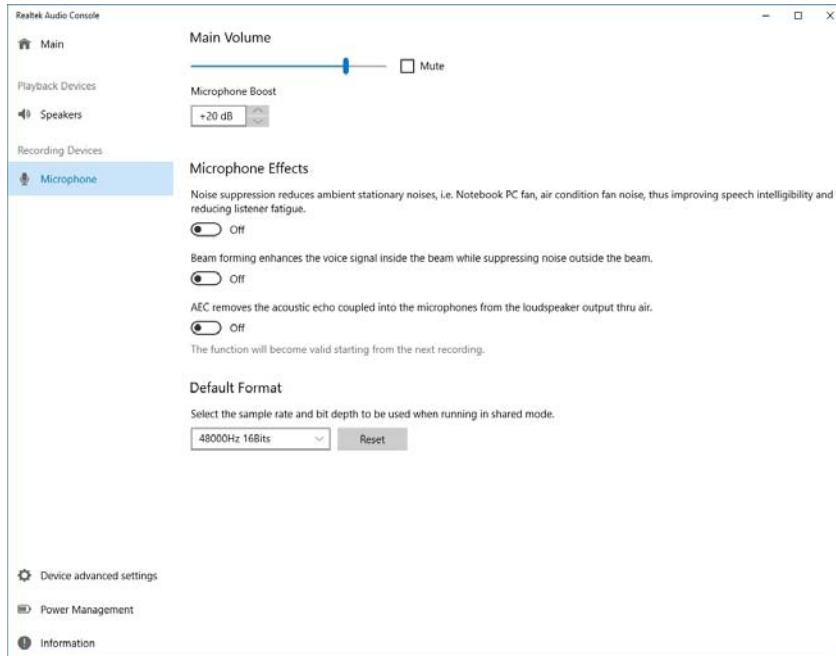 Realtek Audio Console
Main
Playback Devices
Speakers
Recording Devices
Microphone
Device advanced settings
Power Management
Information
Main Volume
Mute
Microphone Boost
+20 dB
Microphone Effects
Noise suppression reduces ambient stationary noises, i.e. Notebook PC fan, air condition fan noise, thus improving speech intelligibility and
reducing listener fatigue.
Off
Beam forming enhances the voice signal inside the beam while suppressing noise outside the beam.
Off
AEC removes the acoustic echo coupled into the microphones from the loudspeaker output thru air.
Off
The function will become valid starting from the next recording.
Default Format
Select the sample rate and bit depth to be used when running in shared mode.
48000Hz 16Bits
Reset